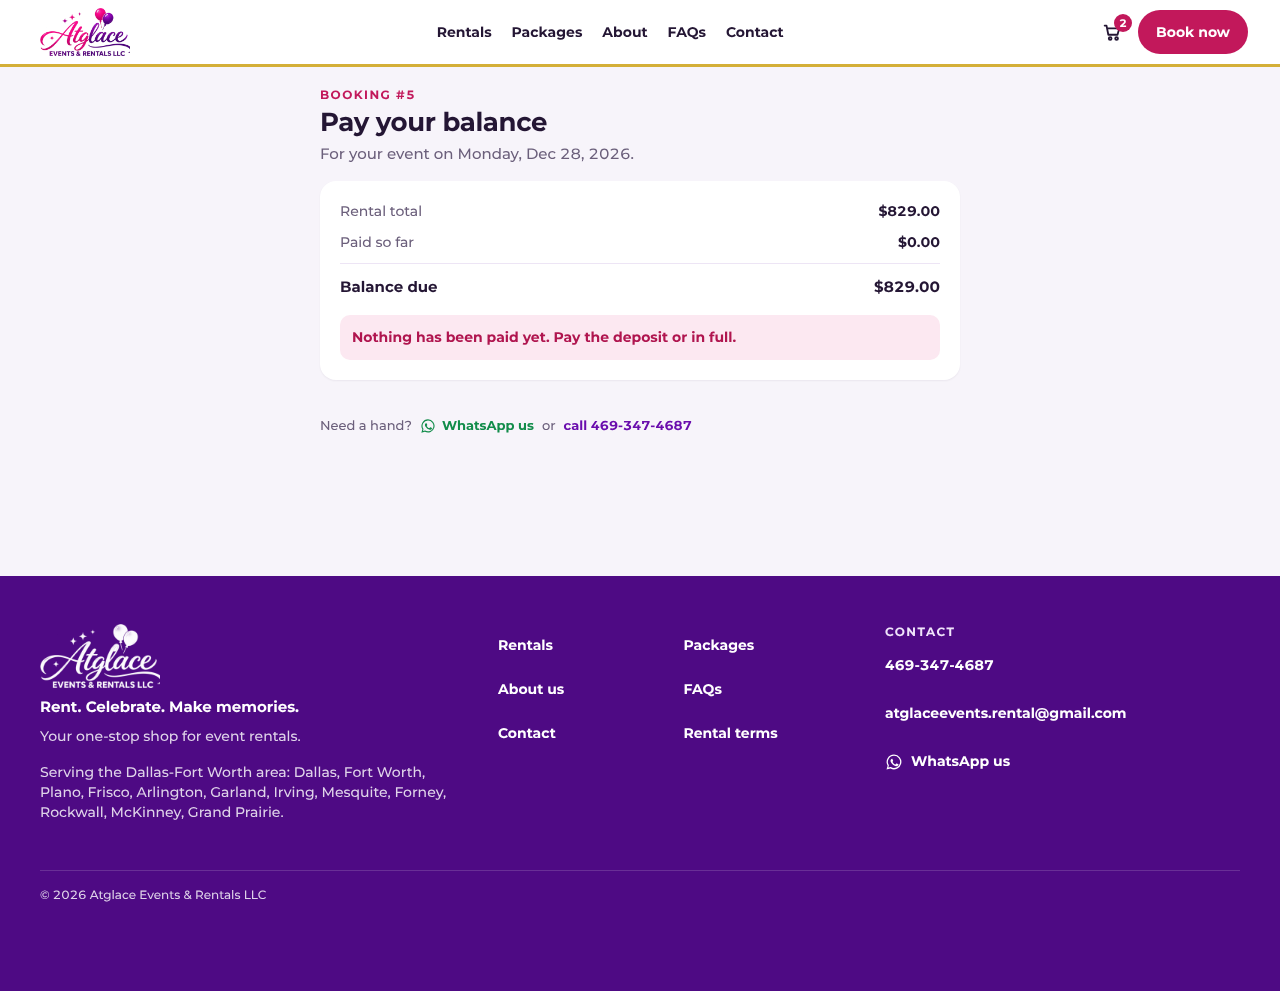 Atglace
EVENTS & RENTALS LLC
Rentals
Packages
About
FAQs
Contact
2
Book now
BOOKING #5
Pay your balance
For your event on Monday, Dec 28, 2026.
Rental total $829.00
Paid so far $0.00
Balance due $829.00
Nothing has been paid yet. Pay the deposit or in full.
Need a hand? WhatsApp us or call 469-347-4687
Atglace
EVENTS & RENTALS LLC
Rent. Celebrate. Make memories.
Your one-stop shop for event rentals.
Serving the Dallas-Fort Worth area: Dallas, Fort Worth,
Plano, Frisco, Arlington, Garland, Irving, Mesquite, Forney,
Rockwall, McKinney, Grand Prairie.
Rentals
Packages
About us
FAQs
Contact
Rental terms
CONTACT
469-347-4687
atglaceevents.rental@gmail.com
WhatsApp us
© 2026 Atglace Events & Rentals LLC